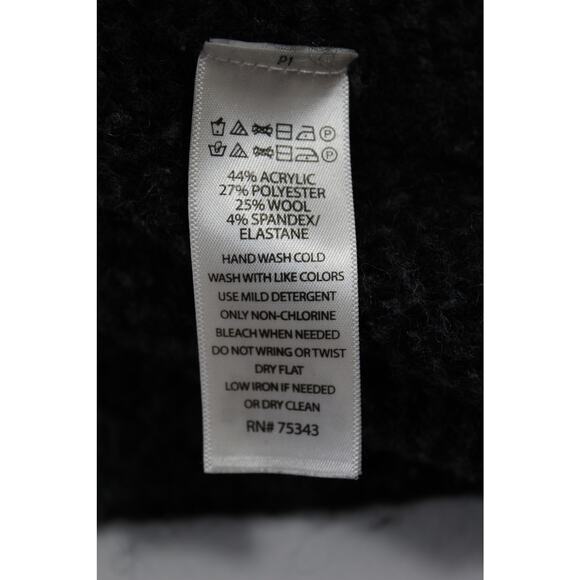 P1
44% ACRYLIC
27% POLYESTER
25% WOOL
4% SPANDEX/
ELASTANE
HAND WASH COLD
WASH WITH LIKE COLORS
USE MILD DETERGENT
ONLY NON-CHLORINE
BLEACH WHEN NEEDED
DO NOT WRING OR TWIST
DRY FLAT
LOW IRON IF NEEDED
OR DRY CLEAN
RN# 75343